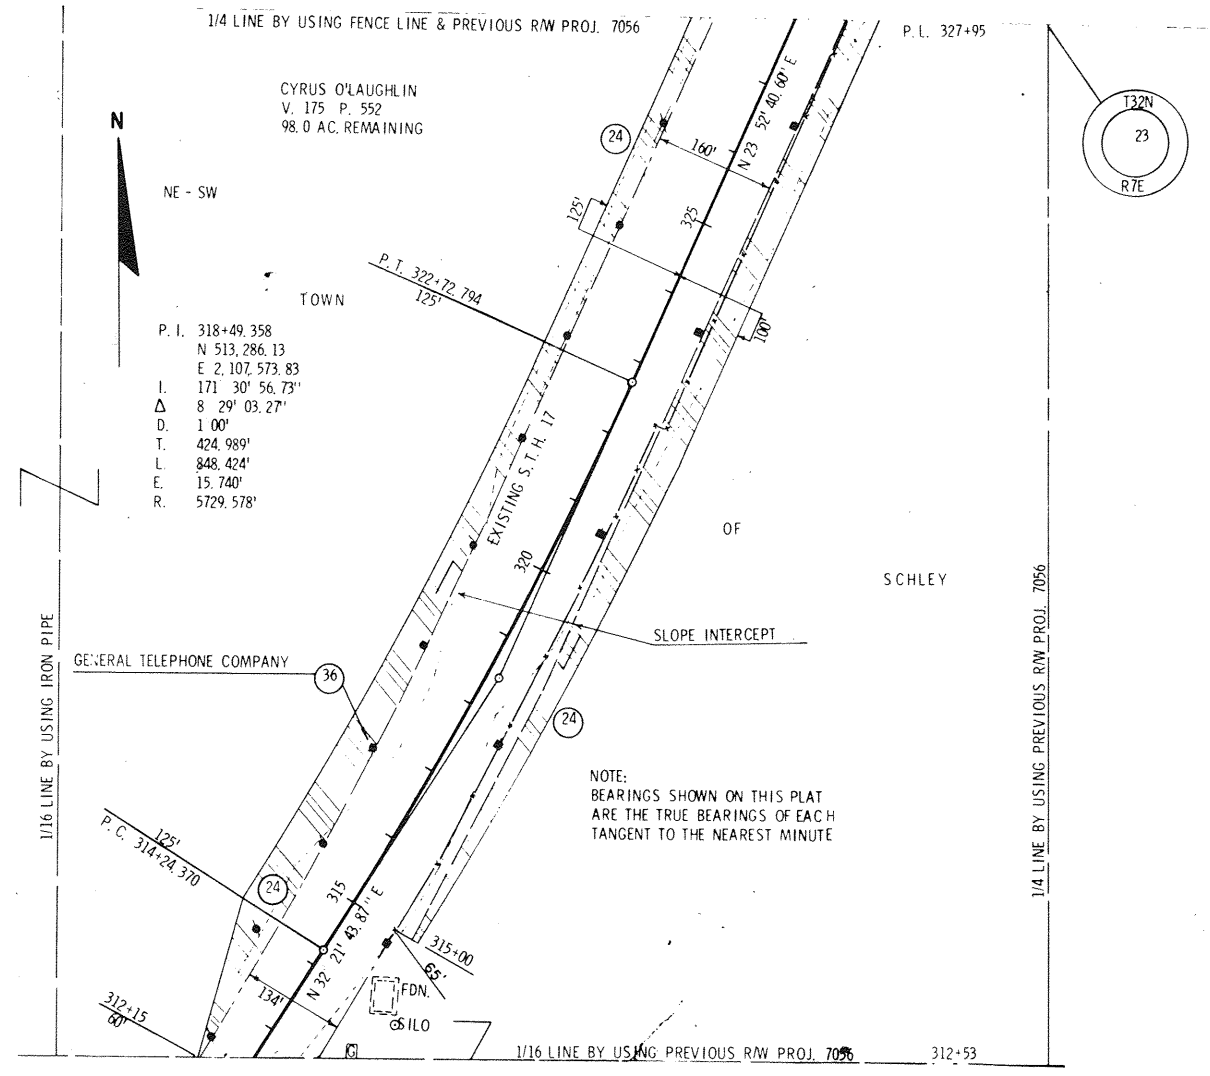 1/4 LINE BY USING FENCE LINE & PREVIOUS R/W PROJ. 7056
P.L. 327+95
CYRUS O'LAUGHLIN
V. 175 P. 552
98.0 AC. REMAINING
N
T32N
23
R7E
24
160'
N 23 52' 40.60" E
NE - SW
125'
325
P.T. 322+72.794
125'
TOWN
100'
P.I. 318+49.358
N 513,286.13
E 2,107,573.83
I. 171 30' 56.73"
Δ 8 29' 03.27"
D. 1 00'
T. 424.989'
L. 848.424'
E. 15.740'
R. 5729.578'
EXISTING S.T.H. 17
OF
320
SCHLEY
SLOPE INTERCEPT
GENERAL TELEPHONE COMPANY
36
24
1/16 LINE BY USING IRON PIPE
1/4 LINE BY USING PREVIOUS R/W PROJ. 7056
NOTE:
BEARINGS SHOWN ON THIS PLAT
ARE THE TRUE BEARINGS OF EACH
TANGENT TO THE NEAREST MINUTE
125'
P.C. 314+24.370
24
315
N 32 21' 43.87" E
315+00
65'
134'
FDN.
SILO
312+15
60'
G
1/16 LINE BY USING PREVIOUS R/W PROJ. 7056
312+53